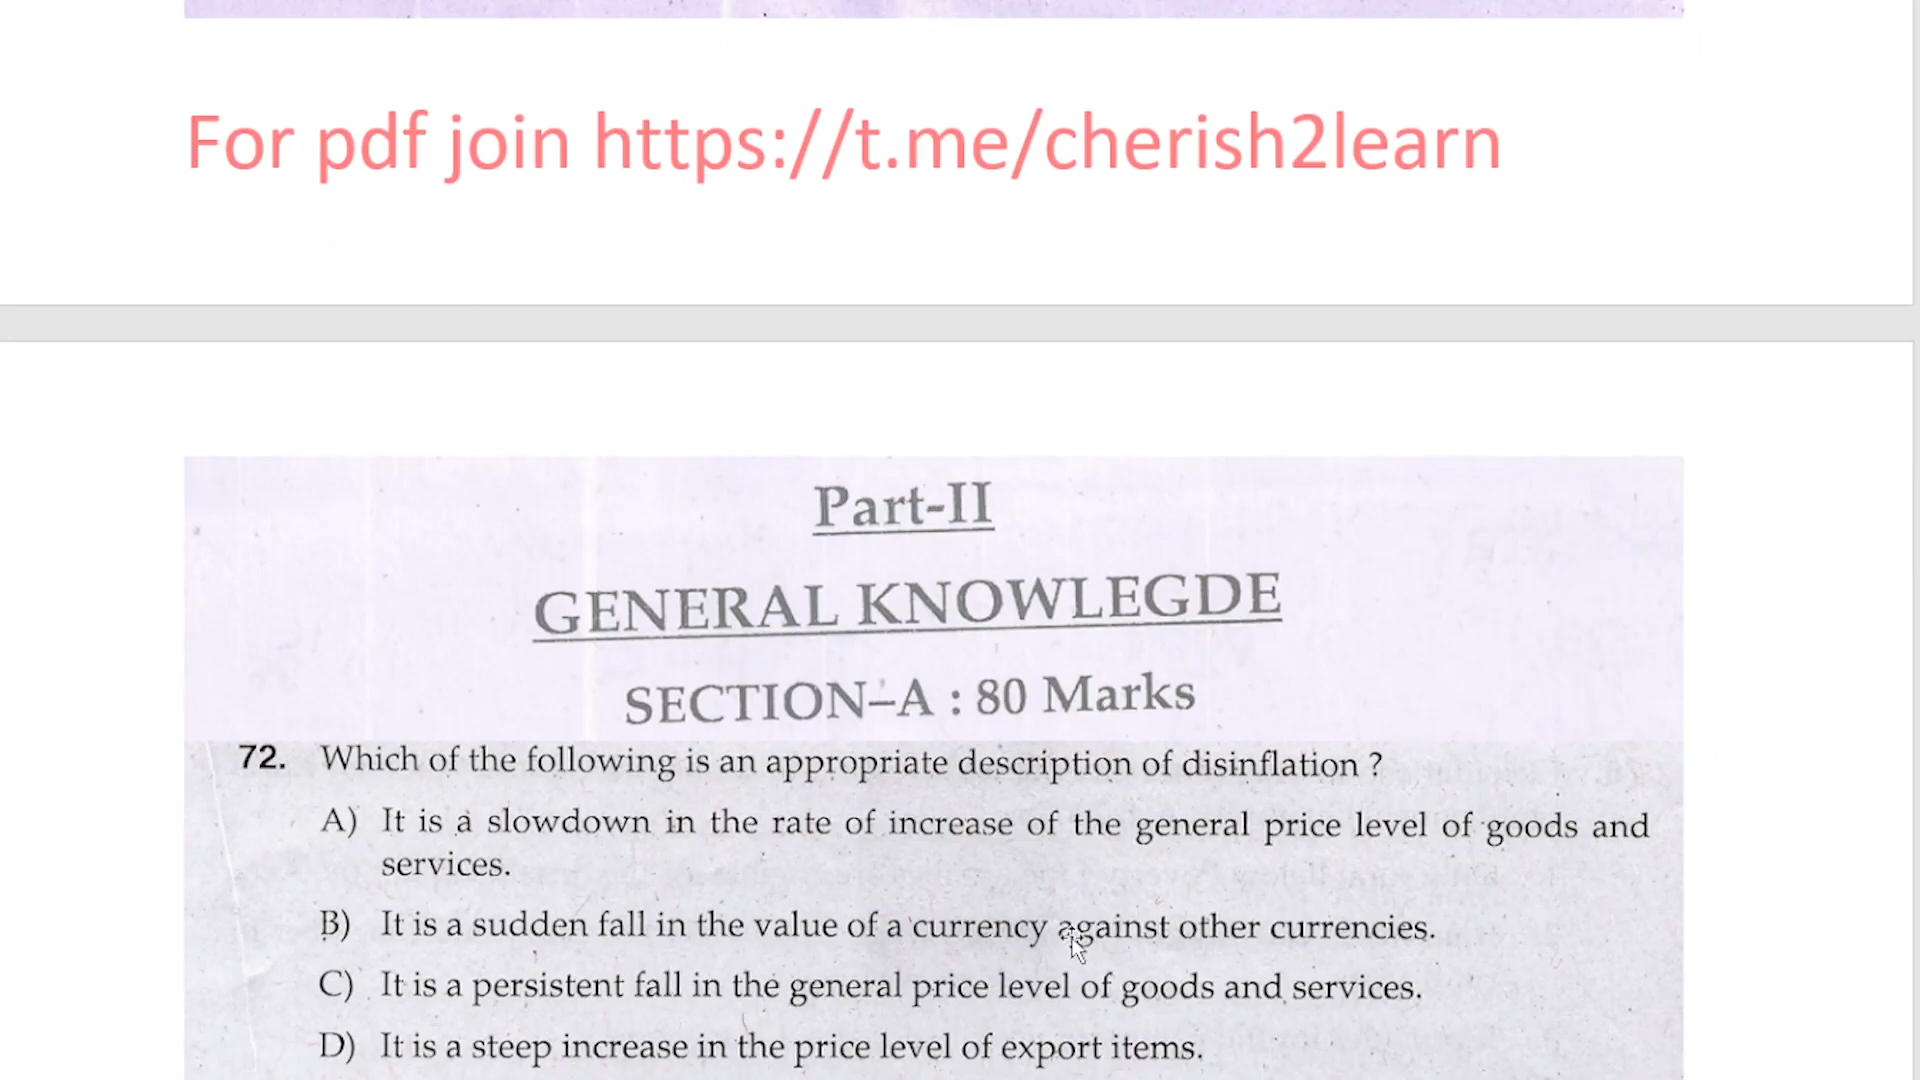 For pdf join https://t.me/cherish2learn
Part-II
GENERAL KNOWLEGDE
SECTION-A : 80 Marks
72. Which of the following is an appropriate description of disinflation ?
A) It is a slowdown in the rate of increase of the general price level of goods and
services.
B) It is a sudden fall in the value of a currency against other currencies.
C) It is a persistent fall in the general price level of goods and services.
D) It is a steep increase in the price level of export items.